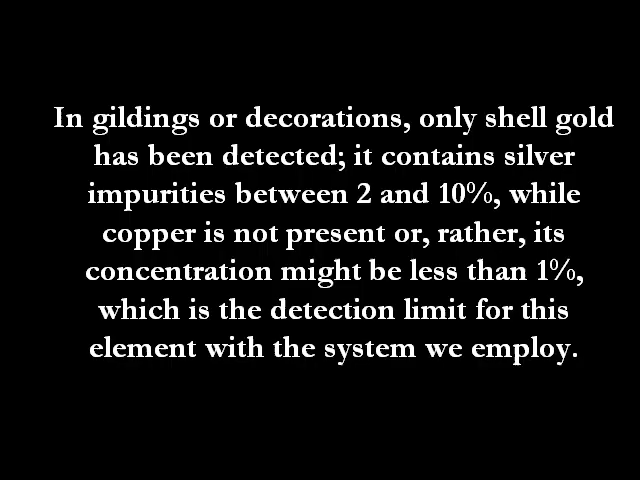 In gildings or decorations, only shell gold
has been detected; it contains silver
impurities between 2 and 10%, while
copper is not present or, rather, its
concentration might be less than 1%,
which is the detection limit for this
element with the system we employ.